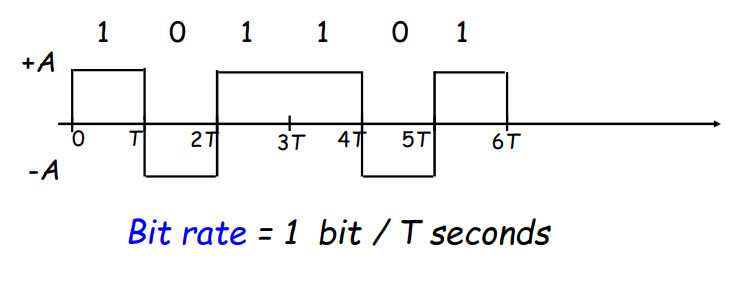 1 0 1 1 0 1
+A
0 T 2T 3T 4T 5T 6T
-A
Bit rate = 1 bit / T seconds